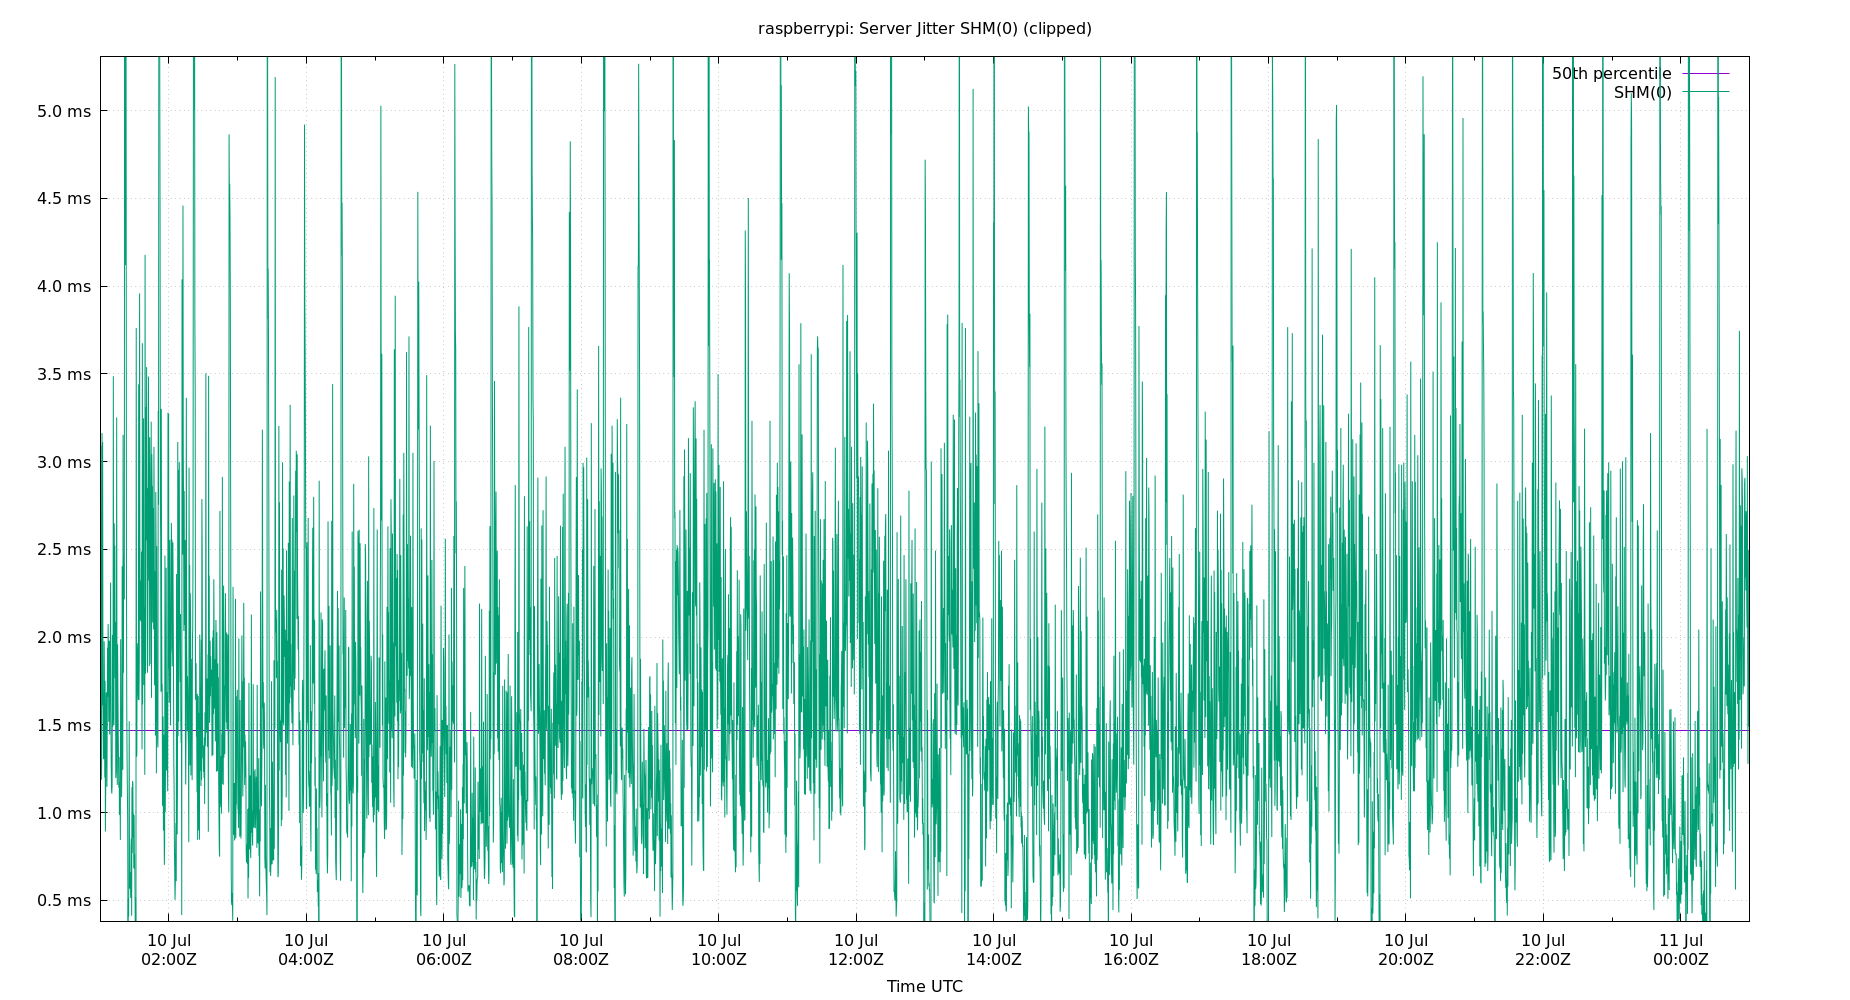 raspberrypi: Server Jitter SHM(0) (clipped)
50th percentile
SHM(0)
5.0 ms
4.5 ms
4.0 ms
3.5 ms
3.0 ms
2.5 ms
2.0 ms
1.5 ms
1.0 ms
0.5 ms
10 Jul 10 Jul 10 Jul 10 Jul 10 Jul 10 Jul 10 Jul 10 Jul 10 Jul 10 Jul 10 Jul 11 Jul
02:00Z 04:00Z 06:00Z 08:00Z 10:00Z 12:00Z 14:00Z 16:00Z 18:00Z 20:00Z 22:00Z 00:00Z
Time UTC